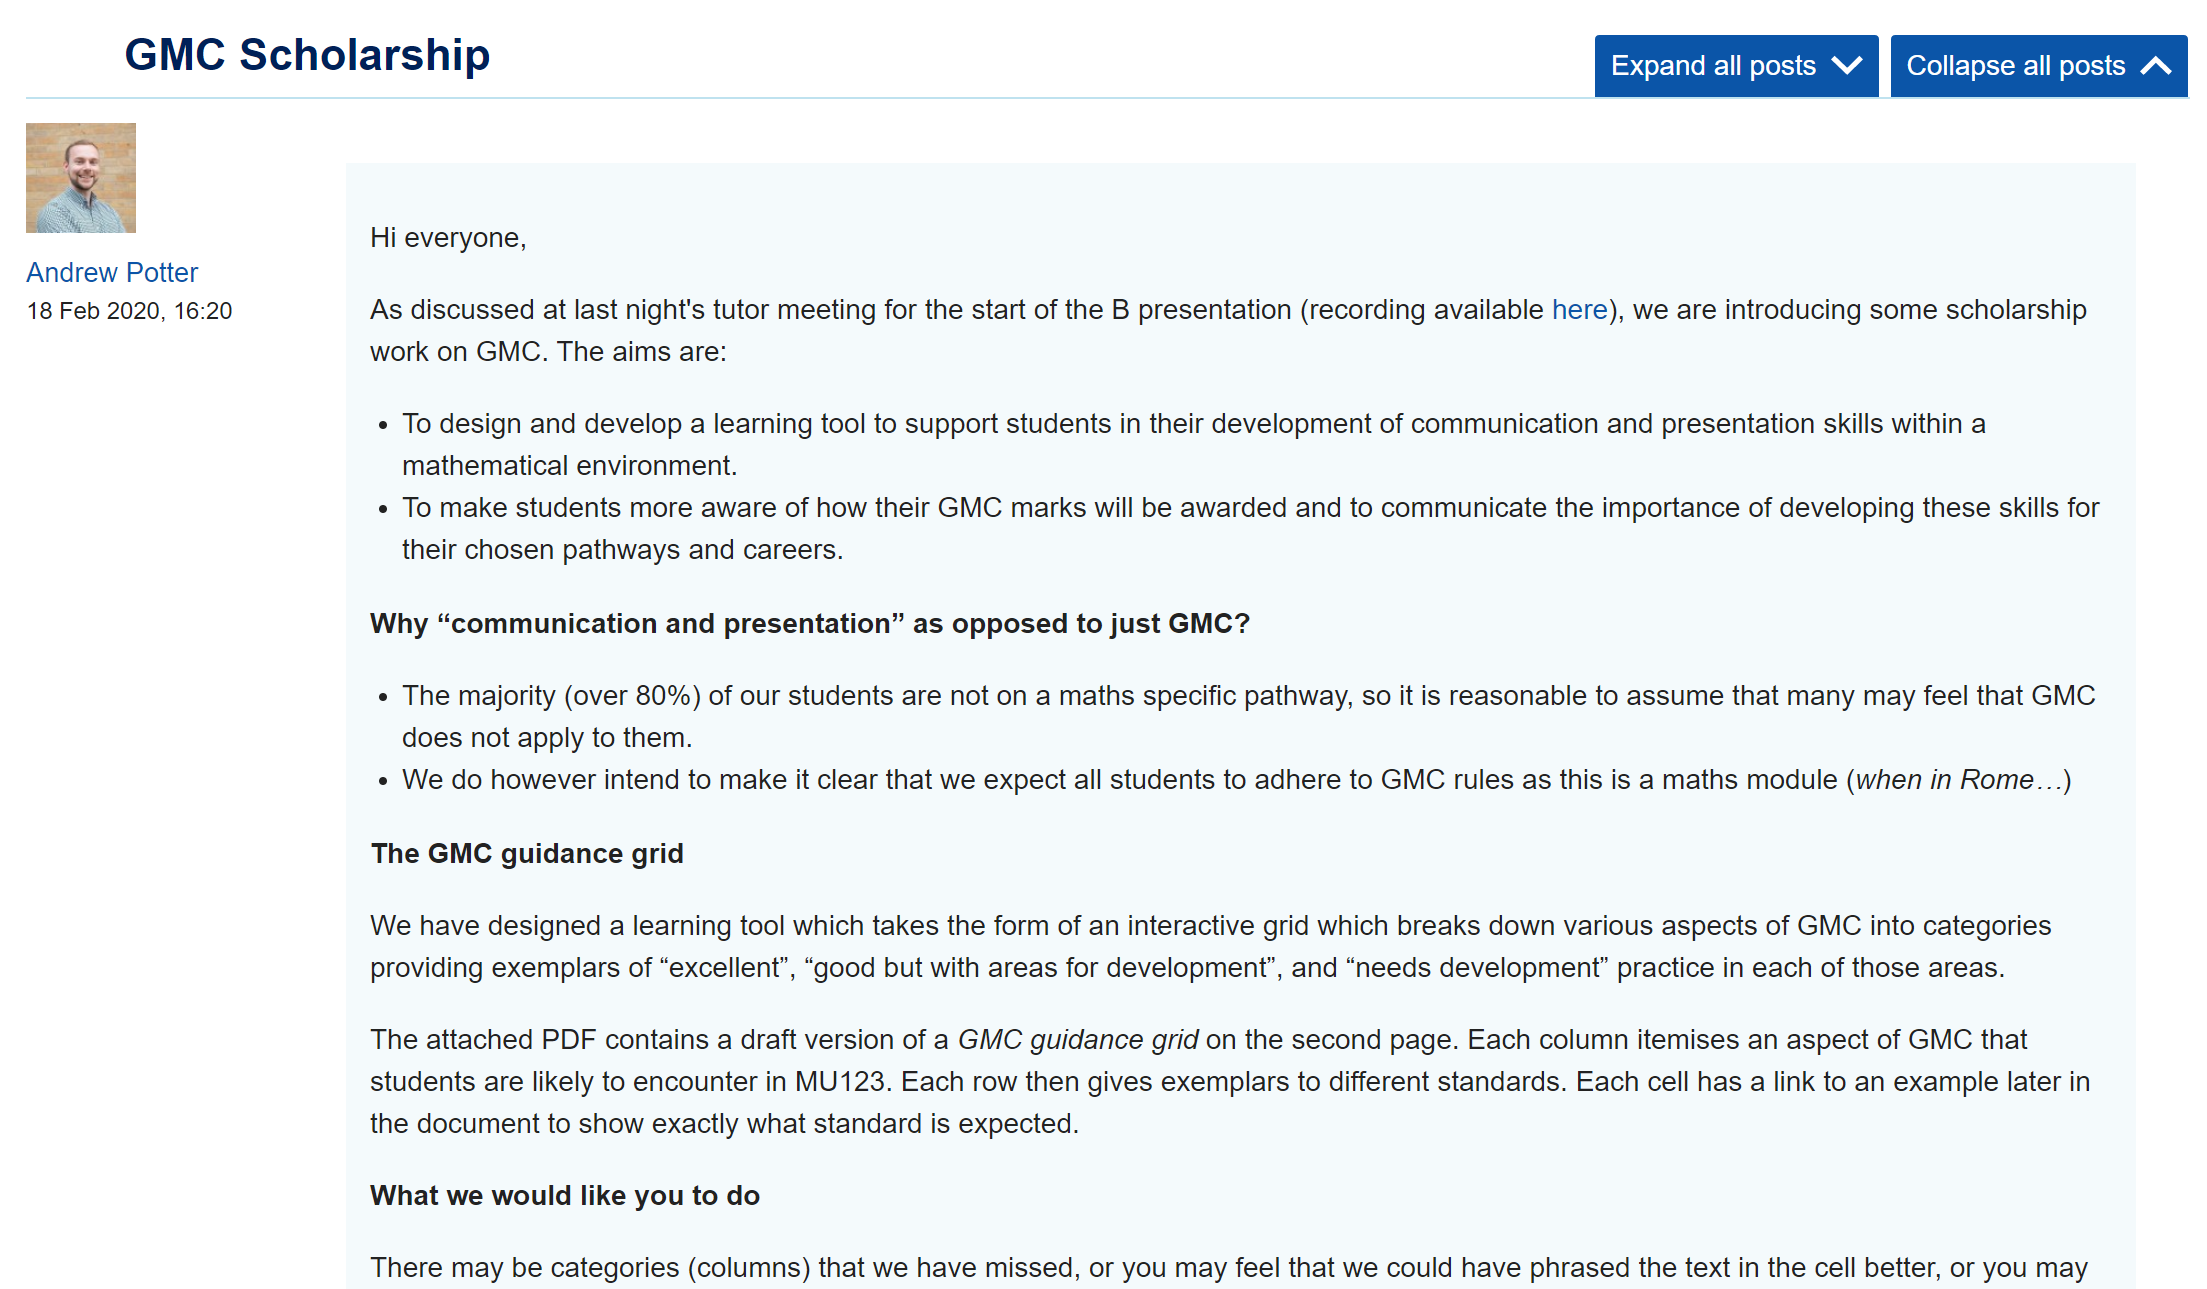 GMC Scholarship
Expand all posts
Collapse all posts
Andrew Potter
18 Feb 2020, 16:20
Hi everyone,
As discussed at last night's tutor meeting for the start of the B presentation (recording available here), we are introducing some scholarship
work on GMC. The aims are:
• To design and develop a learning tool to support students in their development of communication and presentation skills within a
mathematical environment.
• To make students more aware of how their GMC marks will be awarded and to communicate the importance of developing these skills for
their chosen pathways and careers.
Why “communication and presentation” as opposed to just GMC?
• The majority (over 80%) of our students are not on a maths specific pathway, so it is reasonable to assume that many may feel that GMC
does not apply to them.
• We do however intend to make it clear that we expect all students to adhere to GMC rules as this is a maths module (when in Rome…)
The GMC guidance grid
We have designed a learning tool which takes the form of an interactive grid which breaks down various aspects of GMC into categories
providing exemplars of “excellent”, “good but with areas for development”, and “needs development” practice in each of those areas.
The attached PDF contains a draft version of a GMC guidance grid on the second page. Each column itemises an aspect of GMC that
students are likely to encounter in MU123. Each row then gives exemplars to different standards. Each cell has a link to an example later in
the document to show exactly what standard is expected.
What we would like you to do
There may be categories (columns) that we have missed, or you may feel that we could have phrased the text in the cell better, or you may